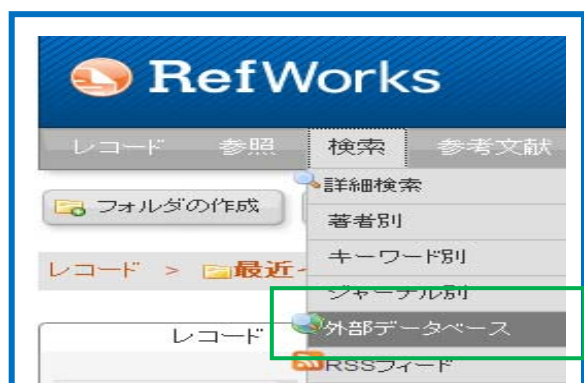 RefWorks
レコード 参照 検索 参考文献
詳細検索
フォルダの作成
著者別
キーワード別
レコード > 最近
ジャーナル別
外部データベース
レコード
RSSフィード